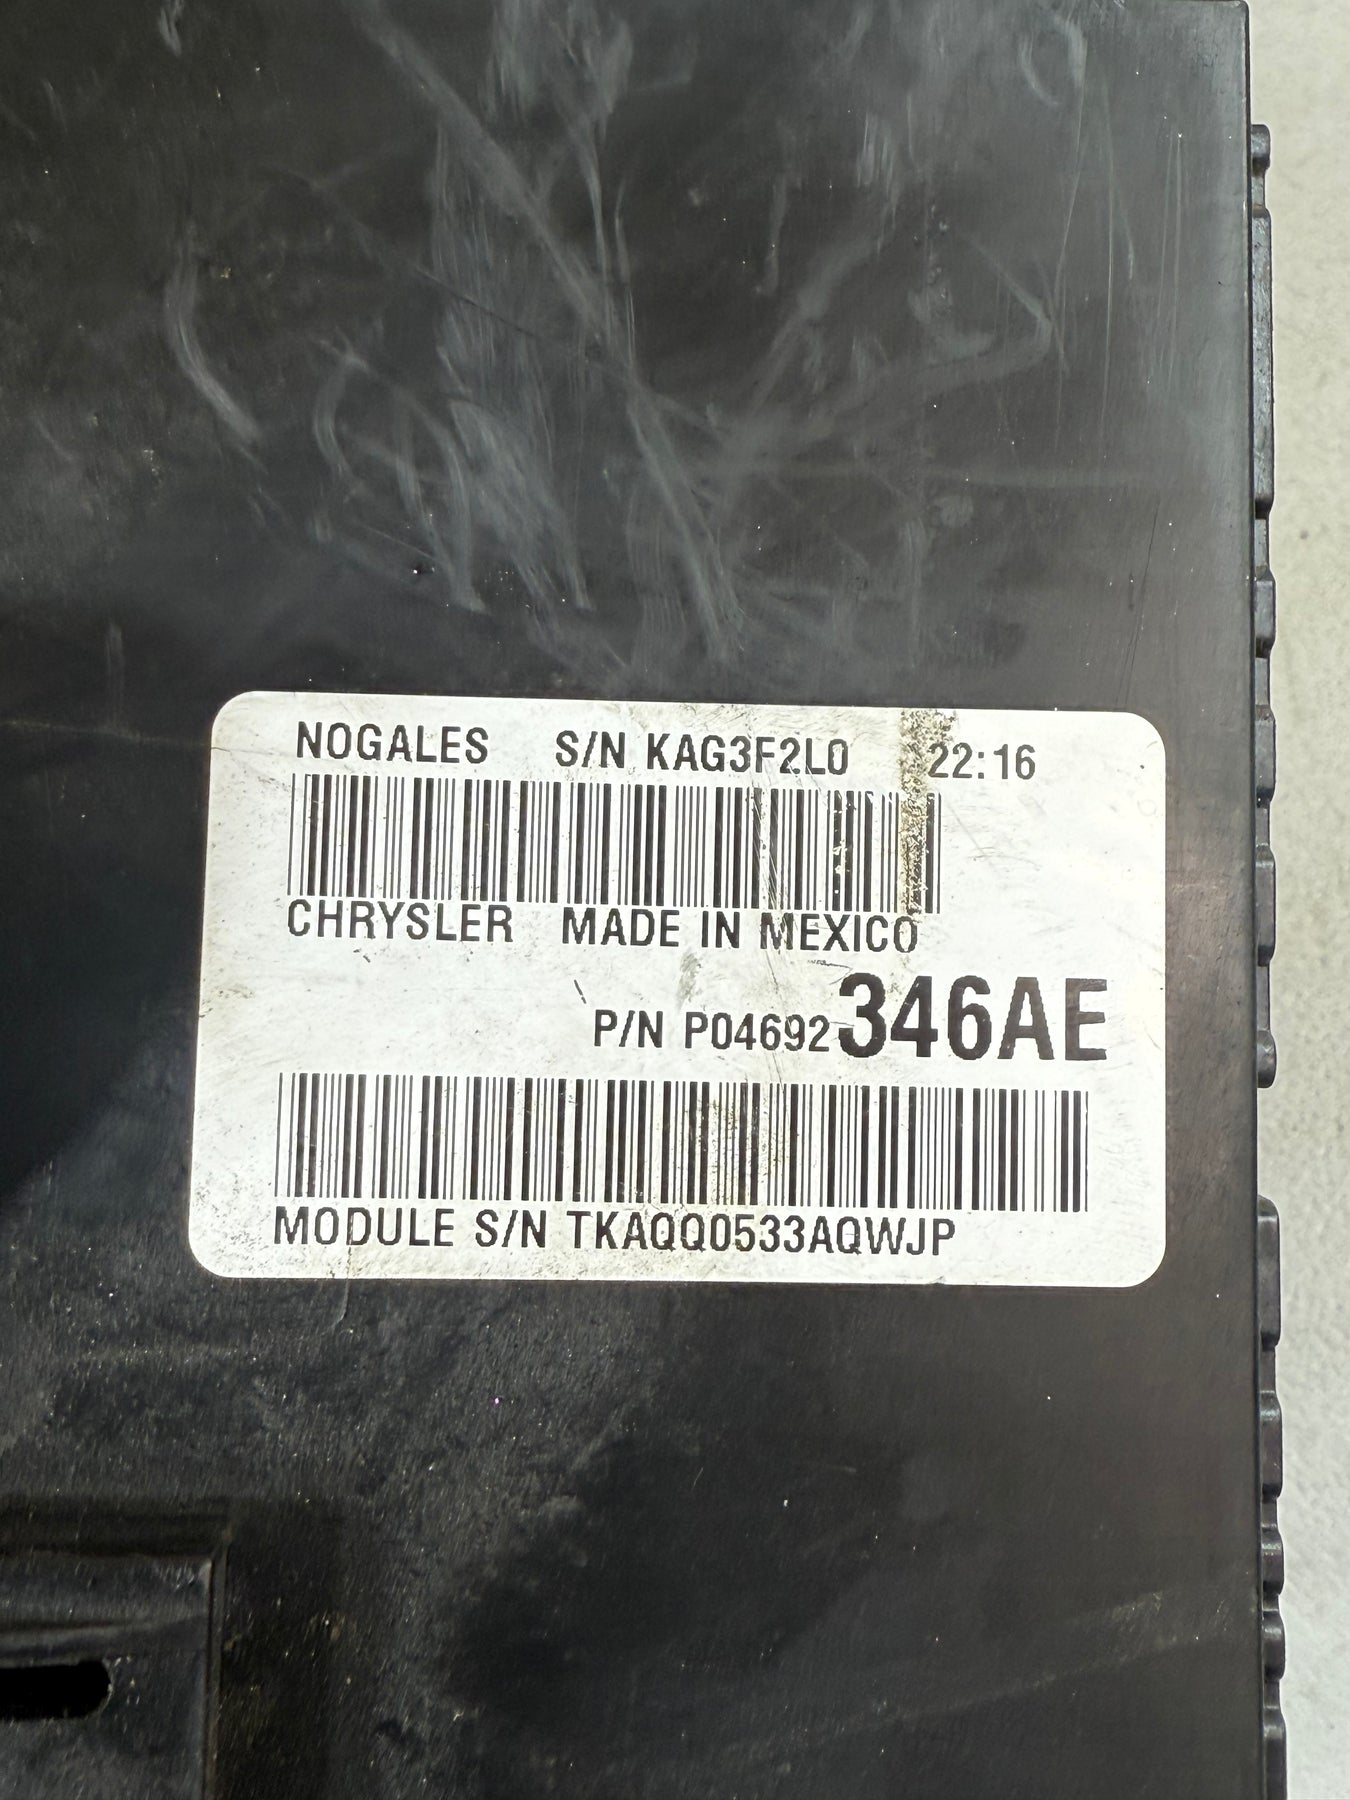 NOGALES S/N KAG3F2L0 22:16
CHRYSLER MADE IN MEXICO
P/N P04692346AE
MODULE S/N TKAQQ0533AQWJP